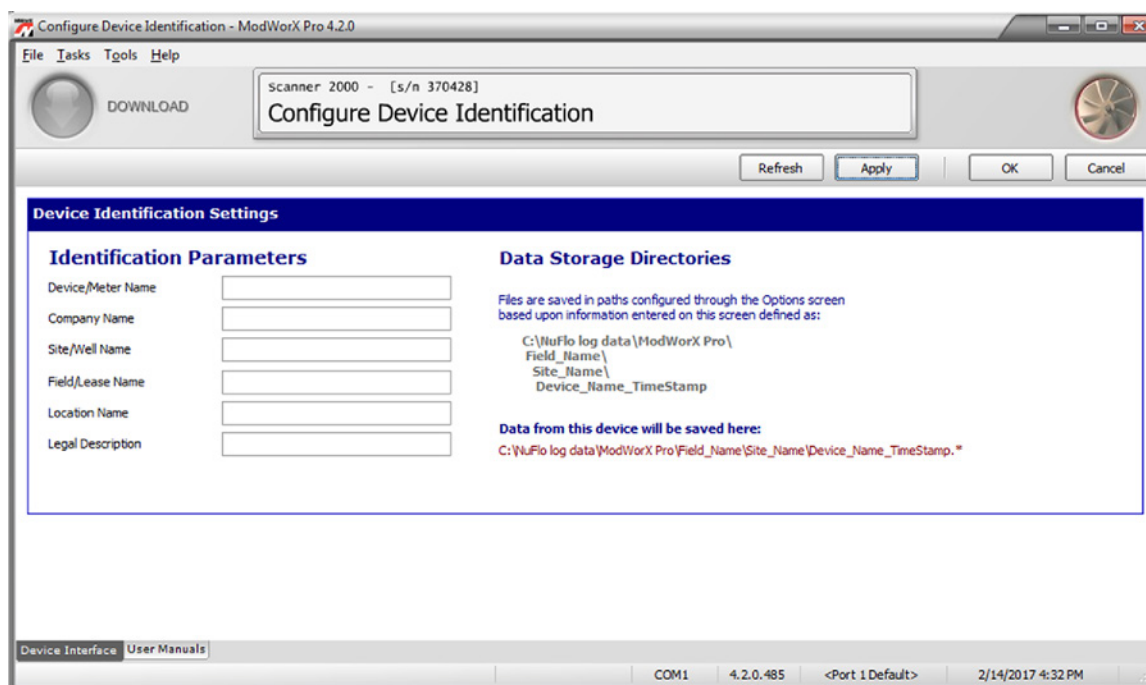 Configure Device Identification - ModWorX Pro 4.2.0
File Tasks Tools Help
DOWNLOAD
Scanner 2000 - [s/n 370428]
Configure Device Identification
Refresh Apply OK Cancel
Device Identification Settings
Identification Parameters
Device/Meter Name
Company Name
Site/Well Name
Field/Lease Name
Location Name
Legal Description
Data Storage Directories
Files are saved in paths configured through the Options screen
based upon information entered on this screen defined as:
C:\NuFlo log data\ModWorX Pro\
Field_Name\
Site_Name\
Device_Name_TimeStamp
Data from this device will be saved here:
C:\NuFlo log data\ModWorX Pro\Field_Name\Site_Name\Device_Name_TimeStamp.*
Device Interface User Manuals
COM1 4.2.0.485 <Port 1 Default> 2/14/2017 4:32 PM